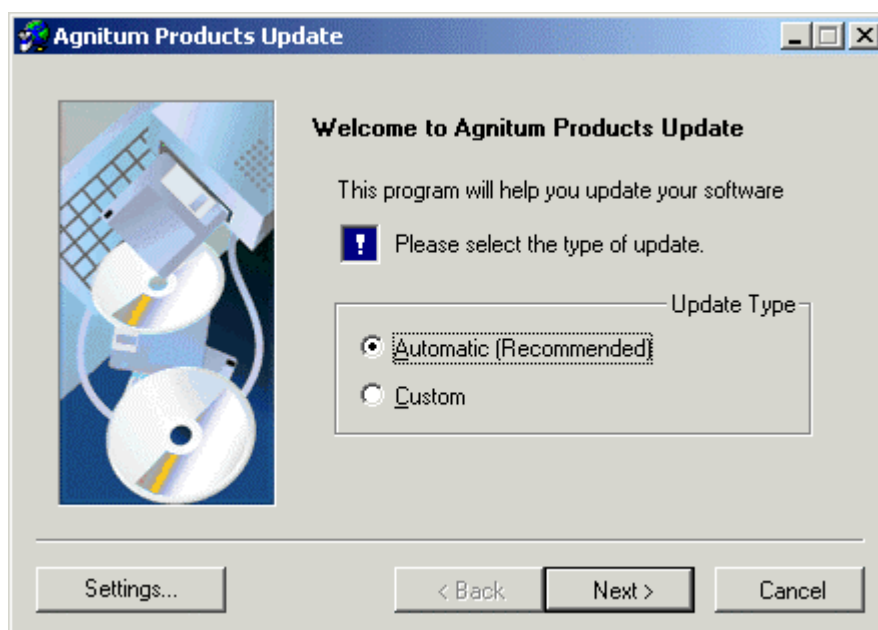 Agnitum Products Update
Welcome to Agnitum Products Update
This program will help you update your software
! Please select the type of update.
Update Type
Automatic (Recommended)
Custom
Settings... < Back Next > Cancel